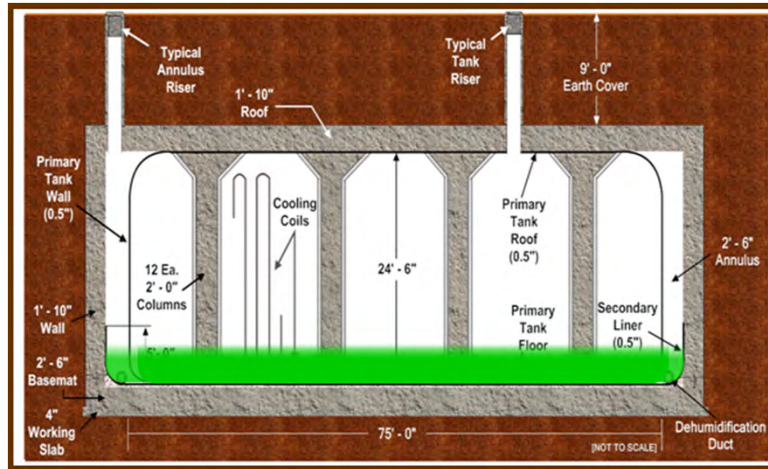 Typical
Annulus
Riser
Typical
Tank
Riser
9' - 0"
Earth Cover
1' - 10"
Roof
Primary
Tank
Wall
(0.5")
Cooling
Coils
Primary
Tank
Roof
(0.5")
12 Ea.
2' - 0"
Columns
24' - 6"
2' - 6"
Annulus
1' - 10"
Wall
Primary
Tank
Floor
Secondary
Liner
(0.5")
2' - 6"
Basemat
4"
Working
Slab
75' - 0"
[NOT TO SCALE]
Dehumidification
Duct